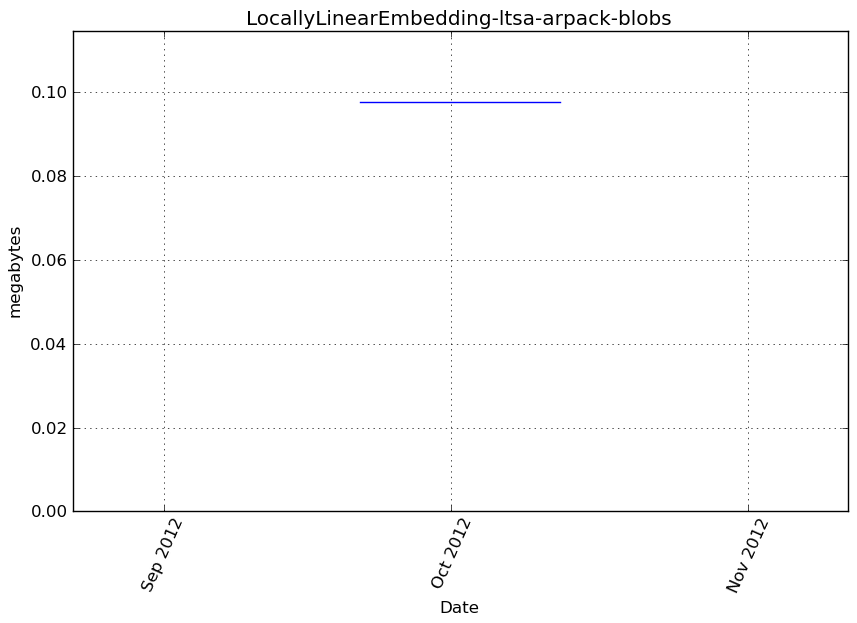 LocallyLinearEmbedding-ltsa-arpack-blobs
0.10
0.08
0.06
0.04
0.02
0.00
megabytes
Sep 2012
Oct 2012
Nov 2012
Date